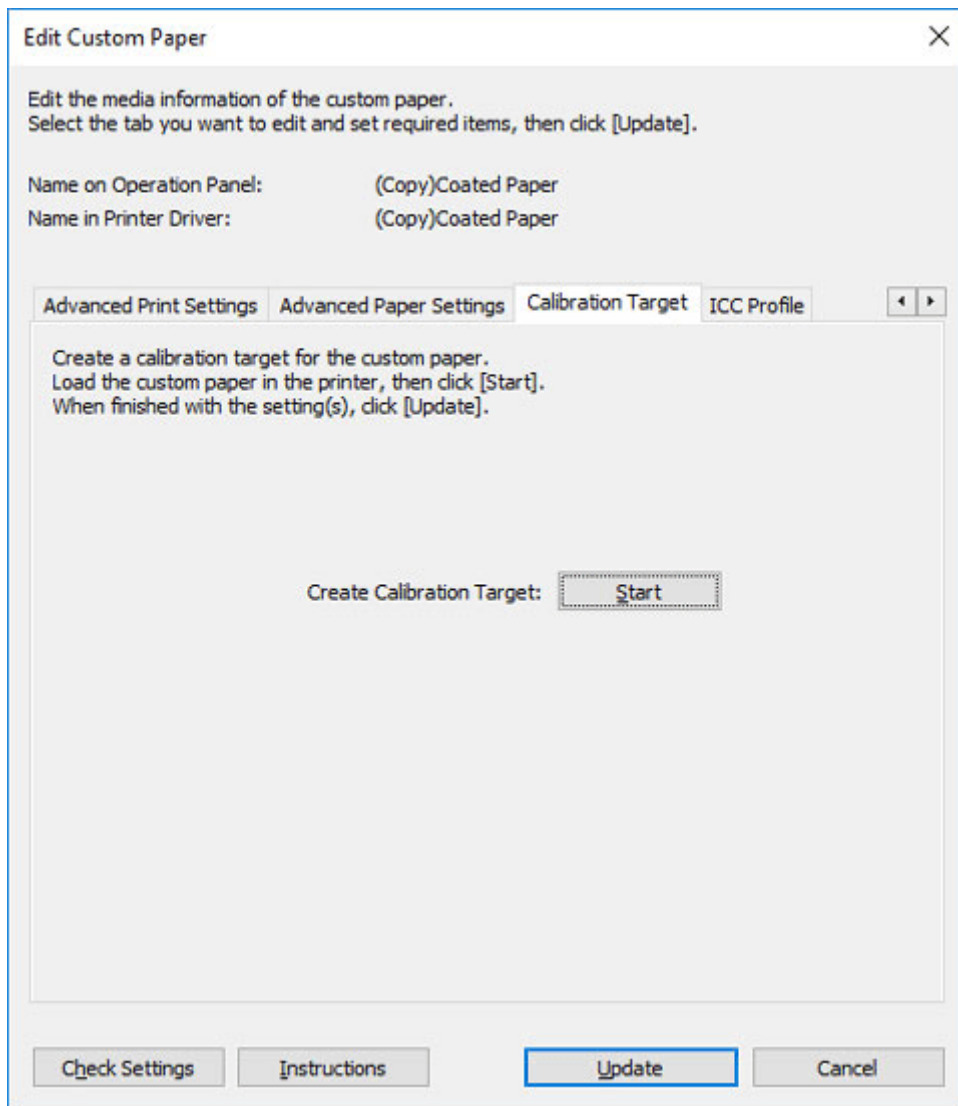 Edit Custom Paper
Edit the media information of the custom paper.
Select the tab you want to edit and set required items, then click [Update].
Name on Operation Panel: (Copy)Coated Paper
Name in Printer Driver: (Copy)Coated Paper
Advanced Print Settings Advanced Paper Settings Calibration Target ICC Profile
Create a calibration target for the custom paper.
Load the custom paper in the printer, then click [Start].
When finished with the setting(s), click [Update].
Create Calibration Target: Start
Check Settings Instructions Update Cancel